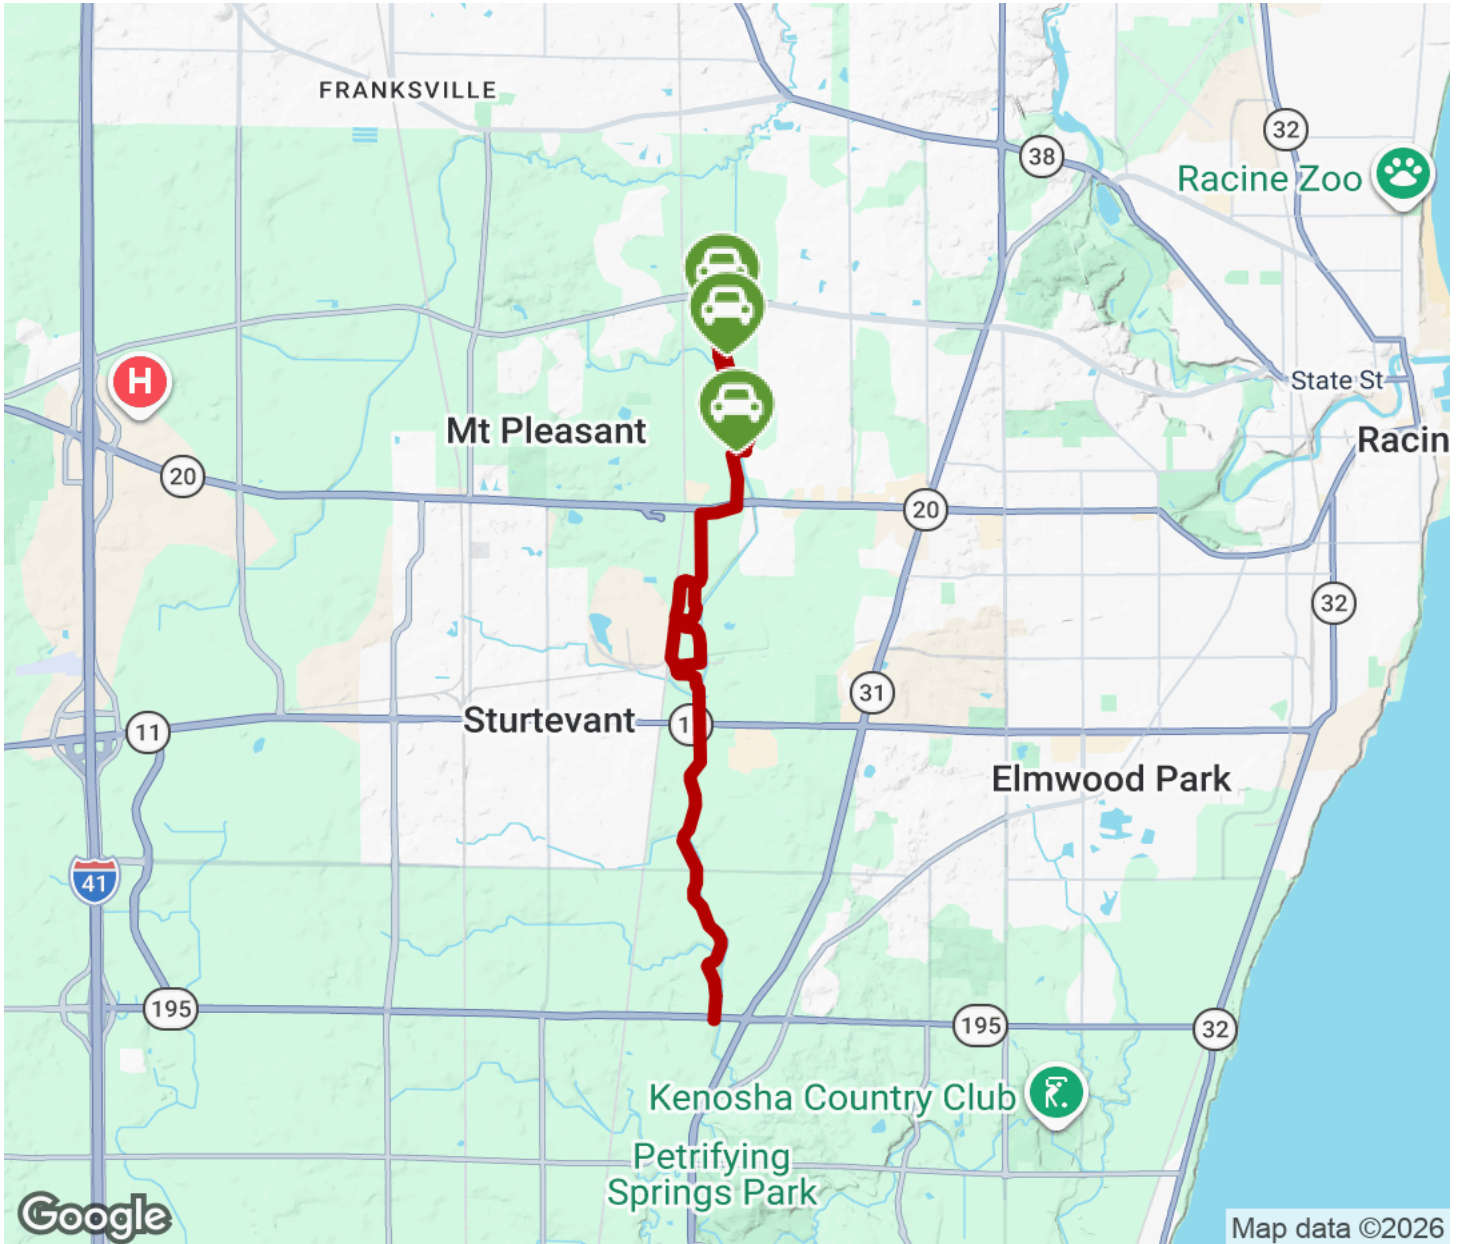 FRANKSVILLE
32
38
Racine Zoo
H
State St
Mt Pleasant
Racin
20
20
32
31
11
Sturtevant
1
Elmwood Park
41
195
195
32
Kenosha Country Club
Petrifying
Springs Park
Google
Map data ©2026